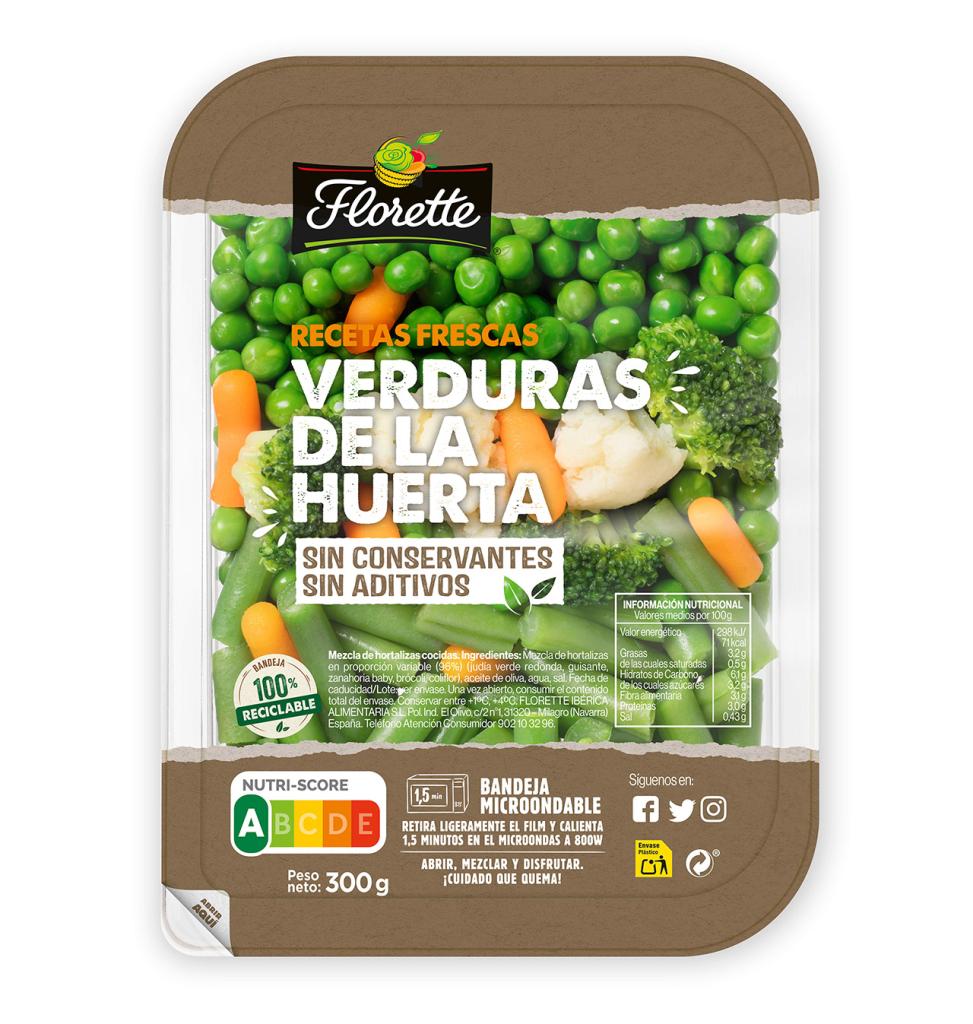 Florette
RECETAS FRESCAS
VERDURAS
DE LA
HUERTA
SIN CONSERVANTES
SIN ADITIVOS
INFORMACIÓN NUTRICIONAL
Valores medios por 100g
Valor energético 298 kJ/
71 kcal
Grasas 3,2 g
de las cuales saturadas 0,5 g
Hidratos de Carbono 6,1 g
de los cuales azúcares 3,2 g
Fibra alimentaria 3,1 g
Proteínas 3,0 g
Sal 0,43 g
Mezcla de hortalizas cocidas. Ingredientes: Mezcla de hortalizas
en proporción variable (96%) (judía verde redonda, guisante,
zanahoria baby, brócoli, coliflor), aceite de oliva, agua, sal. Fecha de
caducidad/Lote: per envase. Una vez abierto, consumir el contenido
total del envase. Conservar entre +1ºC, +4ºC. FLORETTE IBÉRICA
ALIMENTARIA S.L. Pol. Ind. El Olivo, c/2 nº1, 31320 - Milagro (Navarra)
España. Teléfono Atención Consumidor 902 10 32 96.
BANDEJA
100%
RECICLABLE
NUTRI-SCORE
A B C D E
Peso
neto: 300 g
1,5 min
BANDEJA
MICROONDABLE
RETIRA LIGERAMENTE EL FILM Y CALIENTA
1,5 MINUTOS EN EL MICROONDAS A 800W
ABRIR, MEZCLAR Y DISFRUTAR.
¡CUIDADO QUE QUEMA!
Síguenos en:
Envase
Plástico
ABRIR
AQUÍ